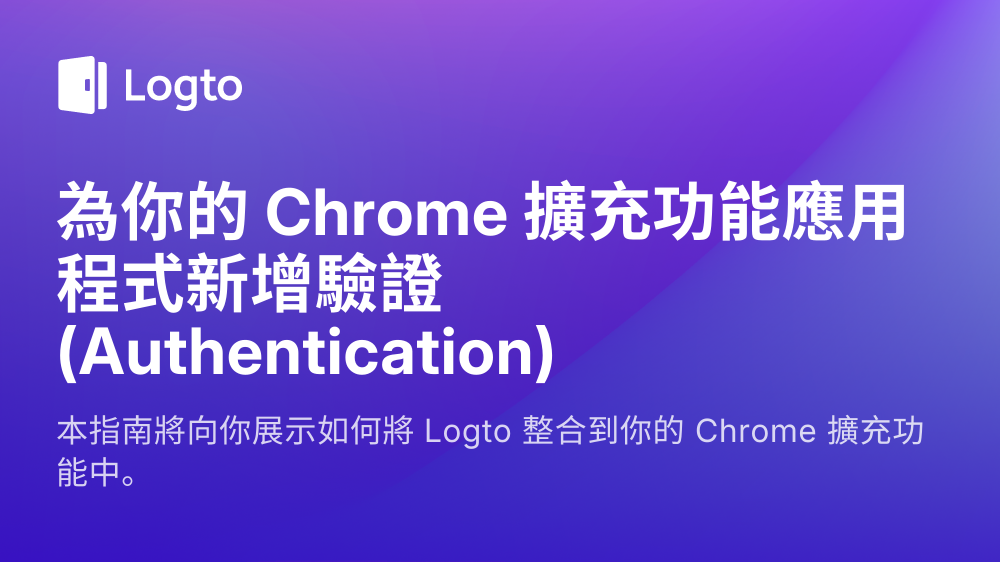 Logto
為你的 Chrome 擴充功能應用
程式新增驗證
(Authentication)
本指南將向你展示如何將 Logto 整合到你的 Chrome 擴充功
能中。